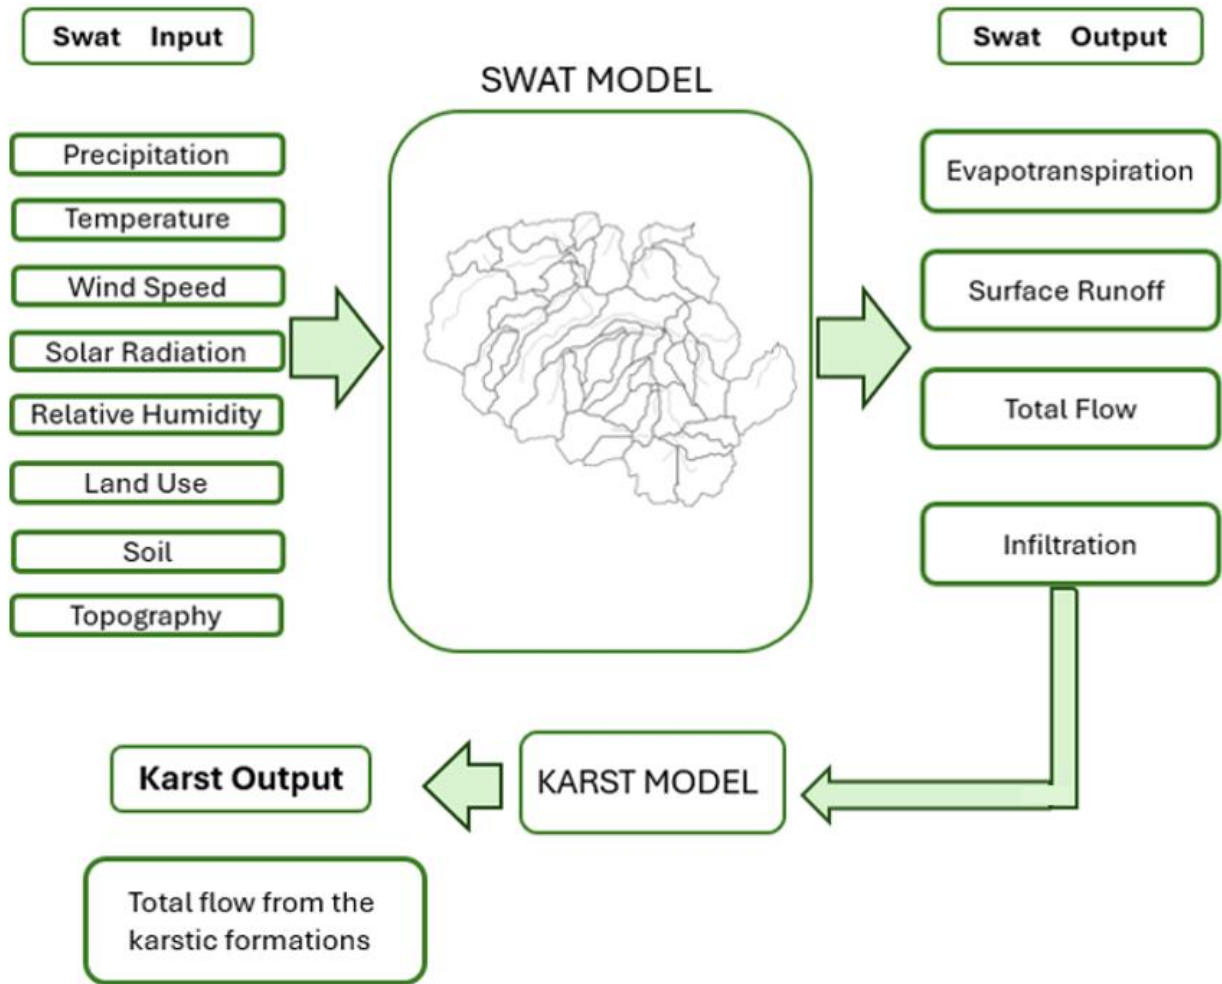 Swat Input
Swat Output
SWAT MODEL
Precipitation
Temperature
Wind Speed
Solar Radiation
Relative Humidity
Land Use
Soil
Topography
Evapotranspiration
Surface Runoff
Total Flow
Infiltration
KARST MODEL
Karst Output
Total flow from the
karstic formations